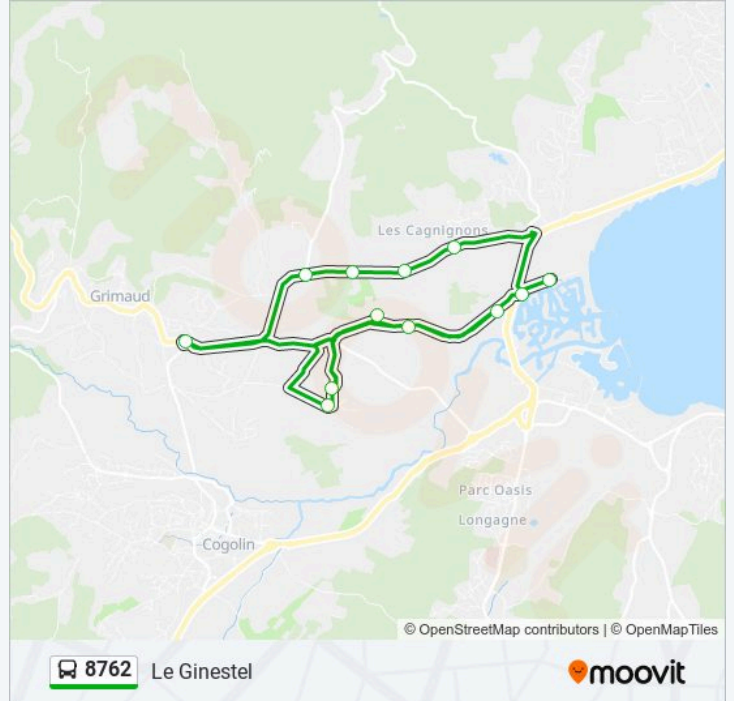 Les Cagnignons
Grimaud
Parc Oasis
Longagne
Cogolin
© OpenStreetMap contributors | © OpenMapTiles
8762 Le Ginestel
moovit